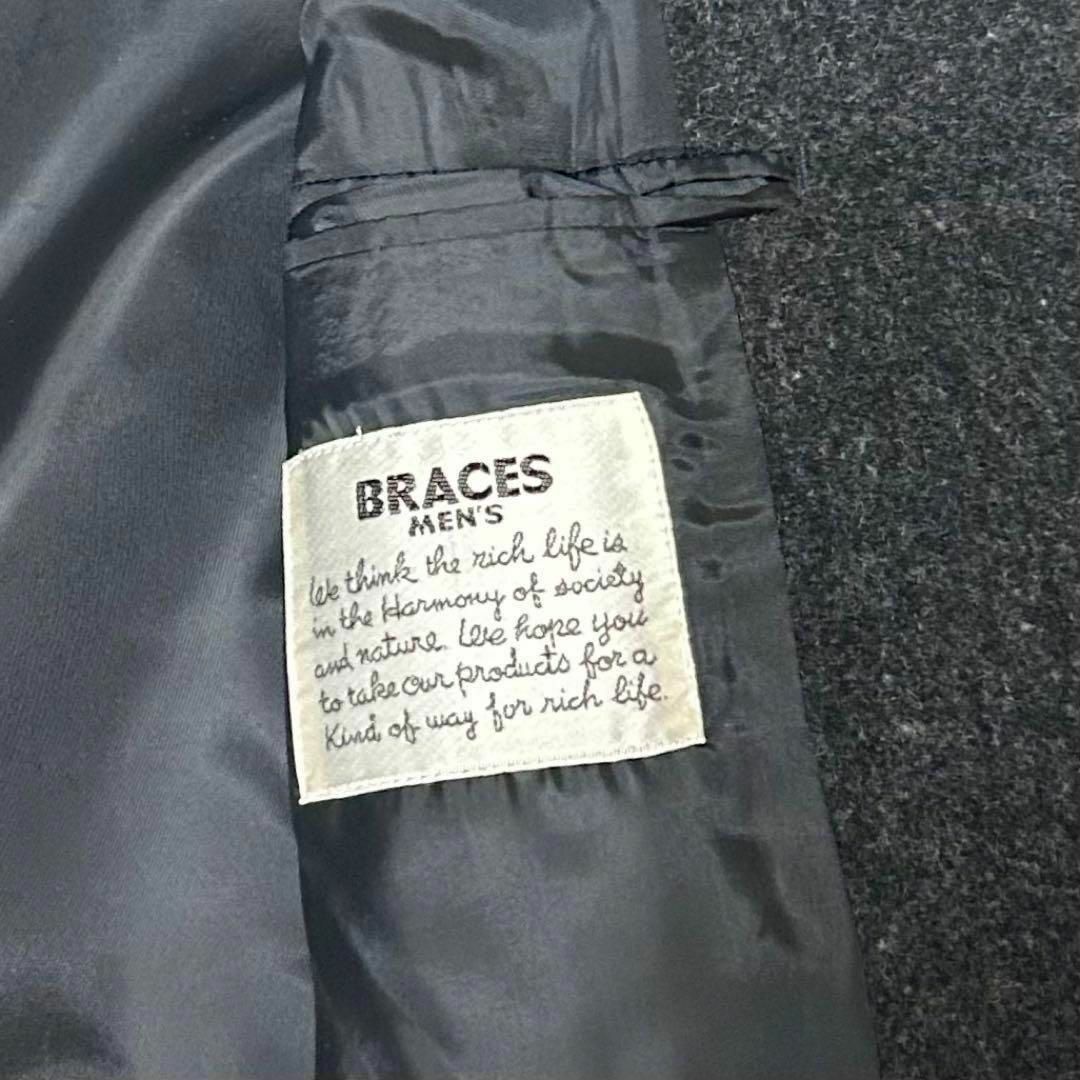 BRACES
MEN'S
We think the rich life is
in the Harmony of society
and nature. We hope you
to take our products for a
Kind of way for rich life.